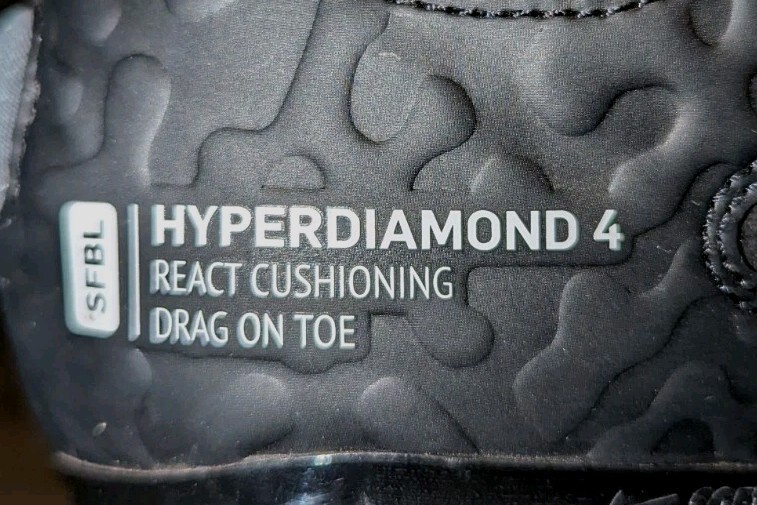 SFBL
HYPERDIAMOND 4
REACT CUSHIONING
DRAG ON TOE